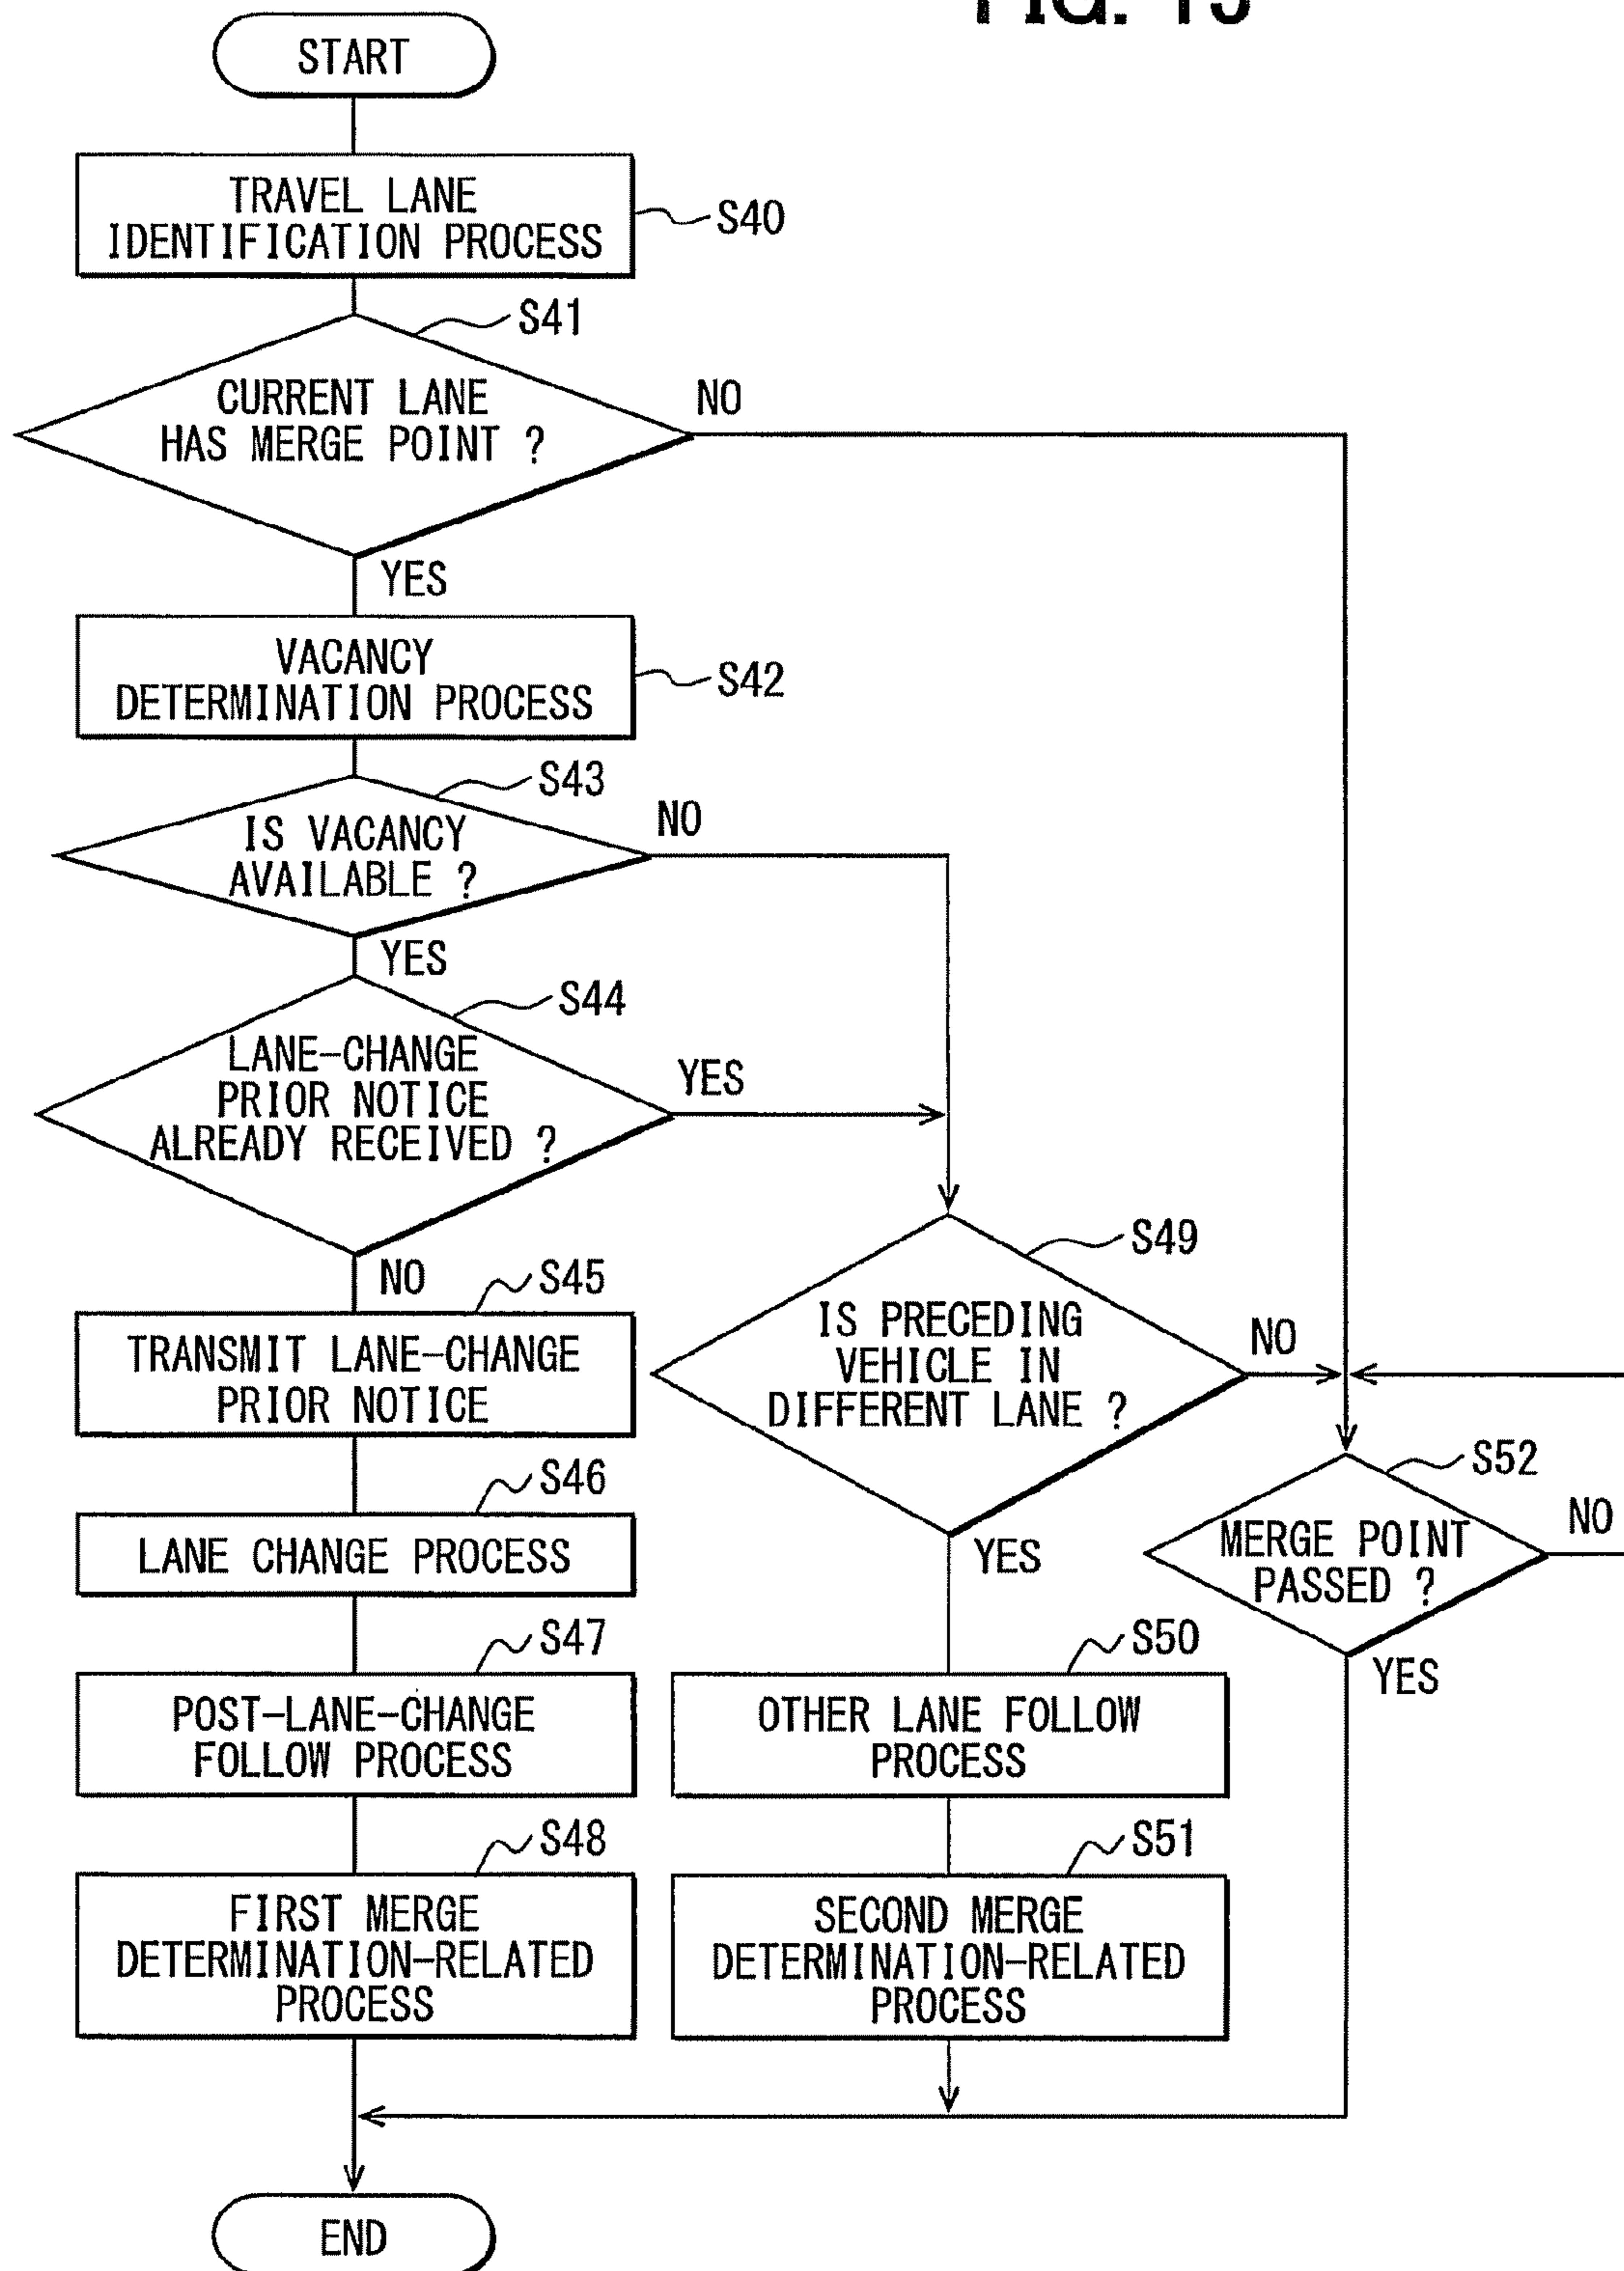 START
TRAVEL LANE
IDENTIFICATION PROCESS
S40
S41
CURRENT LANE
HAS MERGE POINT ?
NO
YES
VACANCY
DETERMINATION PROCESS
S42
S43
IS VACANCY
AVAILABLE ?
NO
YES
S44
LANE-CHANGE
PRIOR NOTICE
ALREADY RECEIVED ?
YES
NO
S45
TRANSMIT LANE-CHANGE
PRIOR NOTICE
S46
LANE CHANGE PROCESS
S47
POST-LANE-CHANGE
FOLLOW PROCESS
S48
FIRST MERGE
DETERMINATION-RELATED
PROCESS
S49
IS PRECEDING
VEHICLE IN
DIFFERENT LANE ?
NO
YES
S50
OTHER LANE FOLLOW
PROCESS
S51
SECOND MERGE
DETERMINATION-RELATED
PROCESS
S52
MERGE POINT
PASSED ?
NO
YES
END